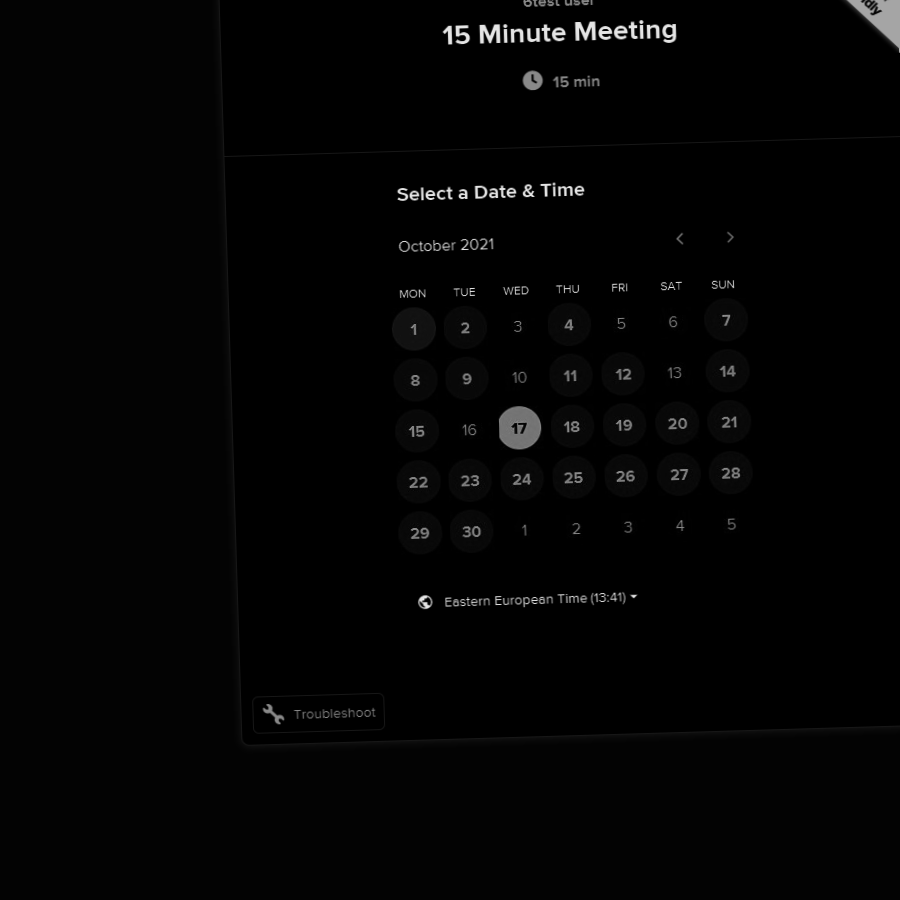 6test user
15 Minute Meeting
15 min
Select a Date & Time
October 2021
MON TUE WED THU FRI SAT SUN
1 2 3 4 5 6 7
8 9 10 11 12 13 14
15 16 17 18 19 20 21
22 23 24 25 26 27 28
29 30 1 2 3 4 5
Eastern European Time (13:41)
Troubleshoot